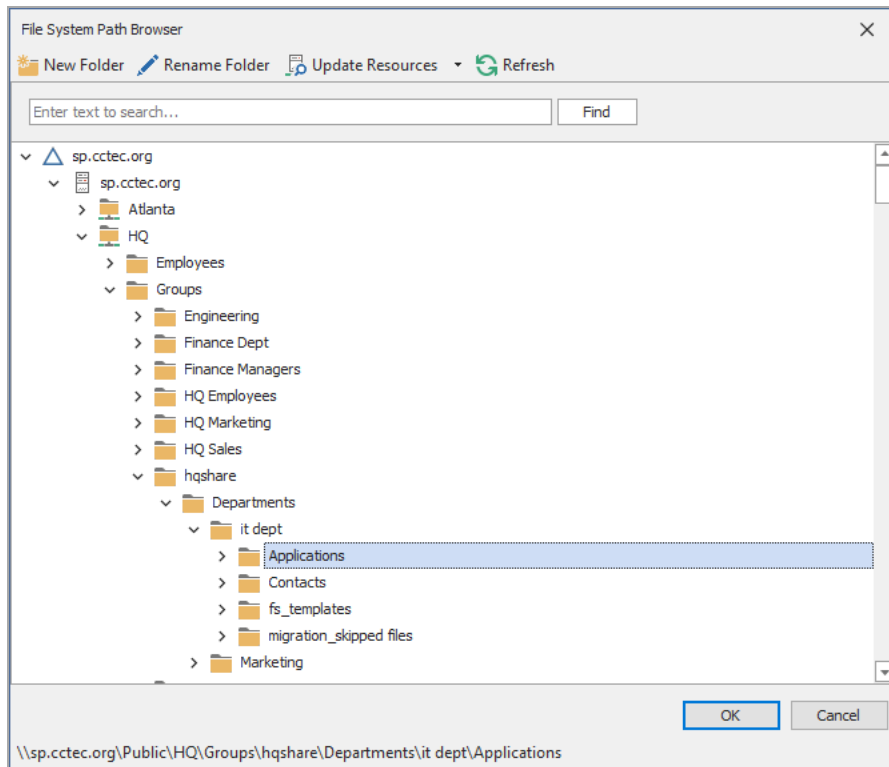 File System Path Browser
New Folder Rename Folder Update Resources Refresh
Enter text to search... Find
sp.cctec.org
sp.cctec.org
Atlanta
HQ
Employees
Groups
Engineering
Finance Dept
Finance Managers
HQ Employees
HQ Marketing
HQ Sales
hqshare
Departments
it dept
Applications
Contacts
fs_templates
migration_skipped files
Marketing
OK Cancel
\\sp.cctec.org\Public\HQ\Groups\hqshare\Departments\it dept\Applications